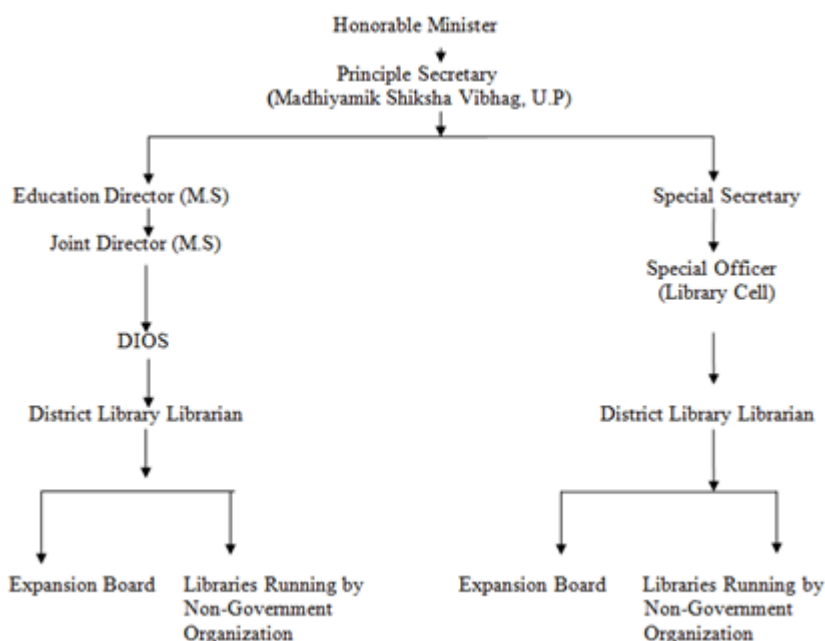 Honorable Minister
Principle Secretary
(Madhiyamik Shiksha Vibhag, U.P)
Education Director (M.S)
Special Secretary
Joint Director (M.S)
Special Officer
(Library Cell)
DIOS
District Library Librarian
District Library Librarian
Expansion Board
Libraries Running by
Non-Government
Organization
Expansion Board
Libraries Running by
Non-Government
Organization